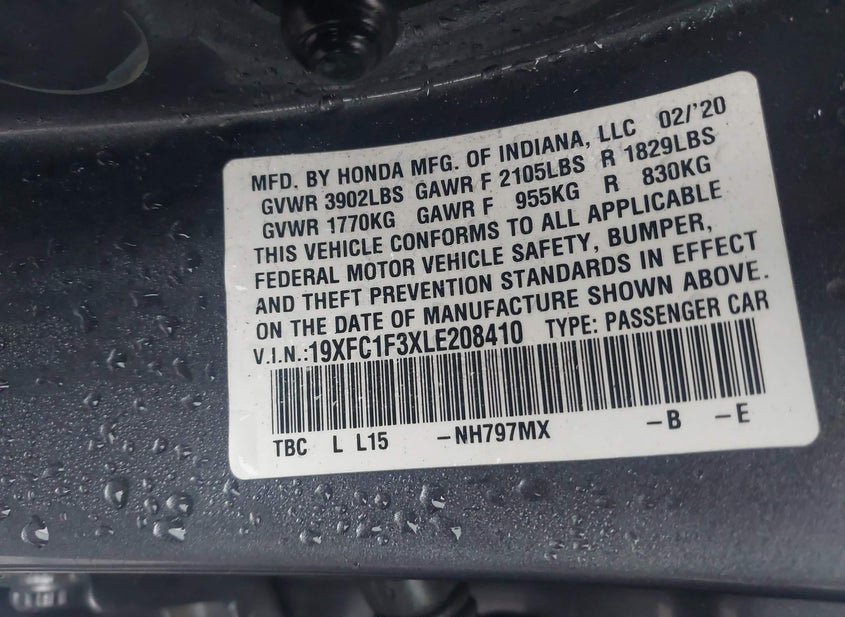 MFD. BY HONDA MFG. OF INDIANA, LLC 02/'20
GVWR 3902LBS GAWR F 2105LBS R 1829LBS
GVWR 1770KG GAWR F 955KG R 830KG
THIS VEHICLE CONFORMS TO ALL APPLICABLE
FEDERAL MOTOR VEHICLE SAFETY, BUMPER,
AND THEFT PREVENTION STANDARDS IN EFFECT
ON THE DATE OF MANUFACTURE SHOWN ABOVE.
V.I.N.:19XFC1F3XLE208410 TYPE: PASSENGER CAR
TBC L L15 -NH797MX -B -E